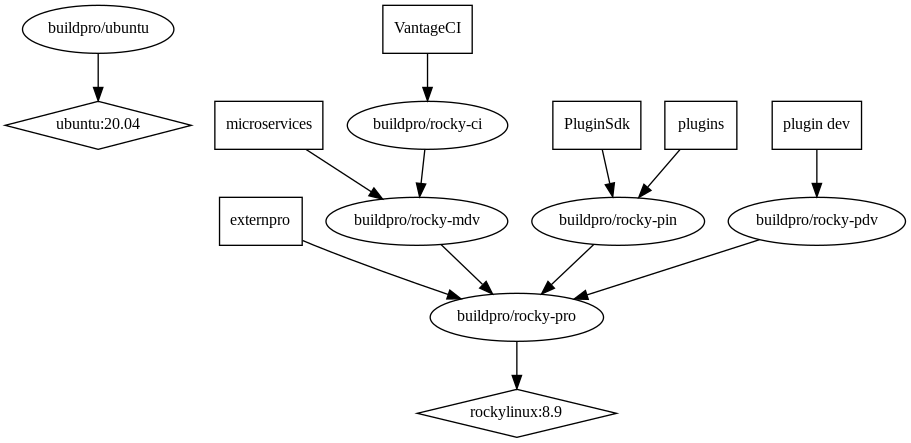 buildpro/ubuntu
VantageCI
ubuntu:20.04
microservices
buildpro/rocky-ci
PluginSdk
plugins
plugin dev
externpro
buildpro/rocky-mdv
buildpro/rocky-pin
buildpro/rocky-pdv
buildpro/rocky-pro
rockylinux:8.9